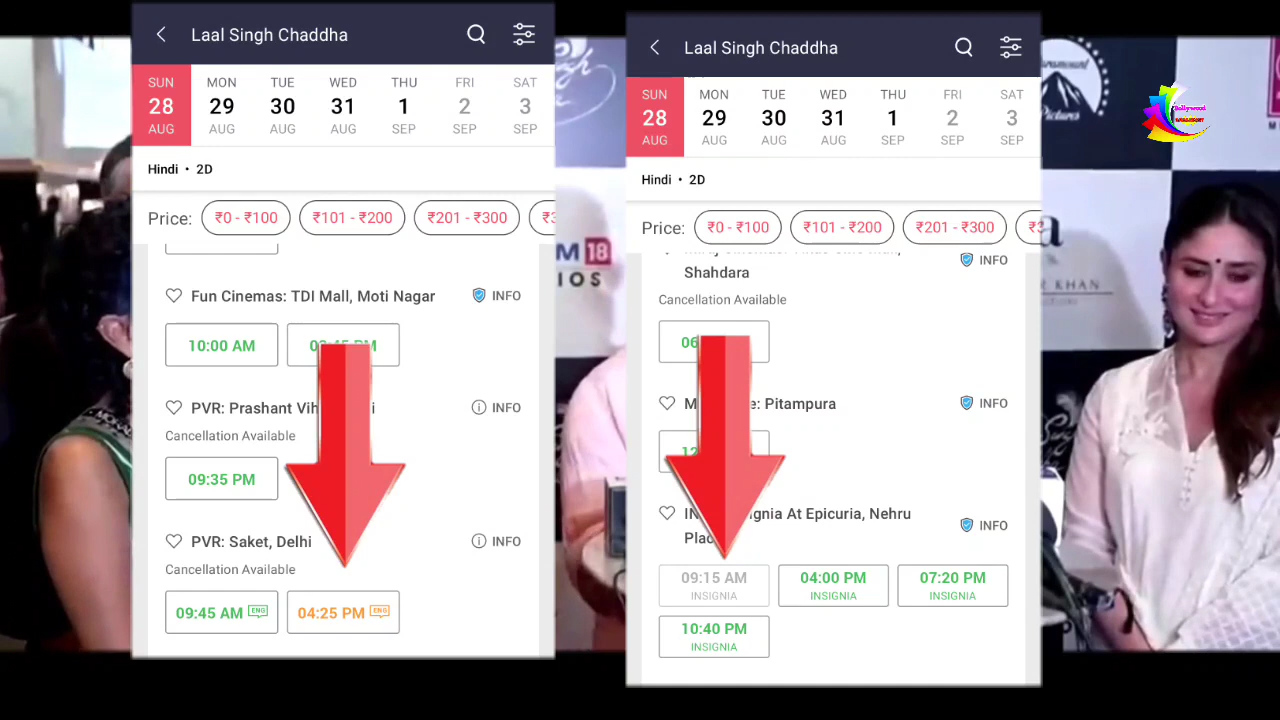 Laal Singh Chaddha
SUN MON TUE WED THU FRI SAT
28 29 30 31 1 2 3
AUG AUG AUG AUG SEP SEP SEP
Hindi • 2D
Price: ₹0 - ₹100 ₹101 - ₹200 ₹201 - ₹300
Fun Cinemas: TDI Mall, Moti Nagar INFO
10:00 AM
PVR: Prashant INFO
Cancellation Available
09:35 PM
PVR: Saket, Delhi INFO
Cancellation Available
09:45 AM ENG 04:25 PM ENG
Laal Singh Chaddha
SUN MON TUE WED THU FRI SAT
28 29 30 31 1 2 3
AUG AUG AUG AUG SEP SEP SEP
Hindi • 2D
Price: ₹0 - ₹100 ₹101 - ₹200 ₹201 - ₹300
Shahdara INFO
Cancellation Available
Pitampura INFO
At Epicuria, Nehru INFO
09:15 AM 04:00 PM 07:20 PM
INSIGNIA INSIGNIA INSIGNIA
10:40 PM
INSIGNIA
Pictures
18
Bollywood
KHAN